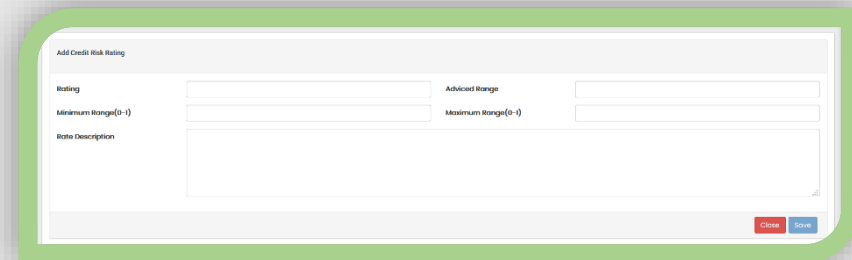 Add Credit Risk Rating
Rating
Adviced Range
Minimum Range(0-1)
Maximum Range(0-1)
Rate Description
Close
Save